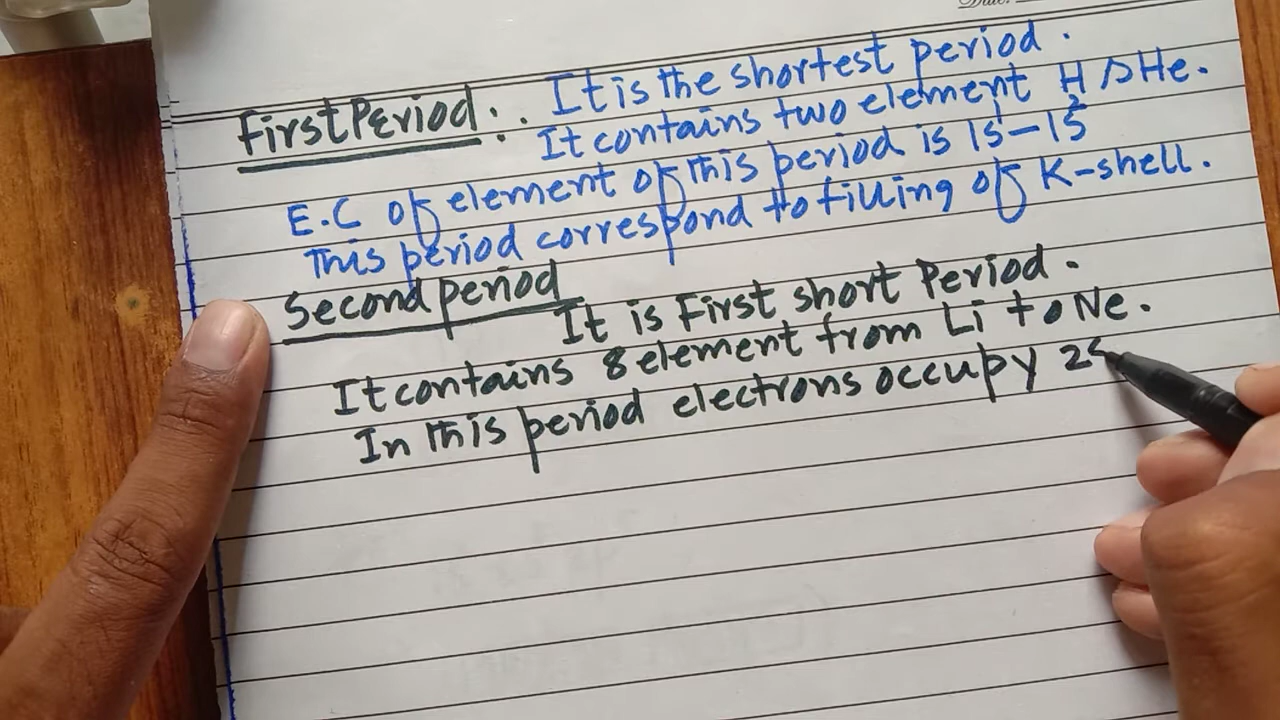 Date:
First Period:. It is the shortest period.
It contains two element H > He.
E.C of element of this period is 1s¹-1s²
This period correspond to filling of K-shell.
Second period
It is First short Period.
It contains 8 element from Li to Ne.
In this period electrons occupy 2s